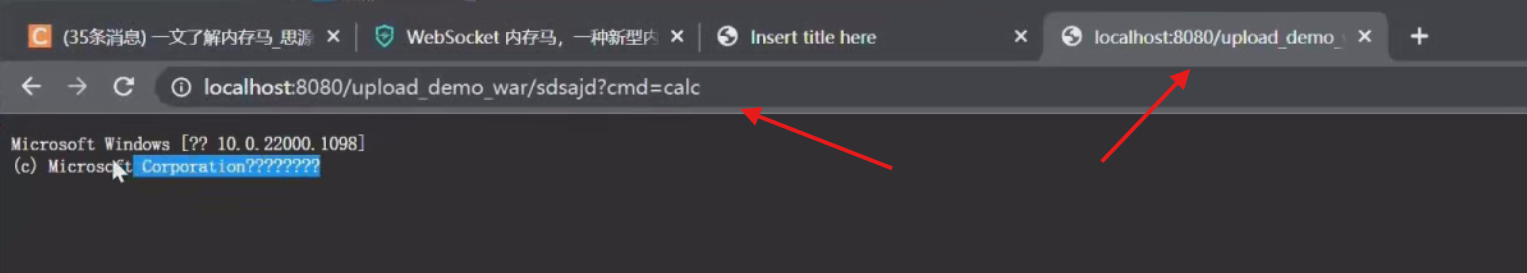 (35条消息) 一文了解内存马_思源
WebSocket 内存马，一种新型内
Insert title here
localhost:8080/upload_demo_
localhost:8080/upload_demo_war/sdsajd?cmd=calc
Microsoft Windows [?? 10.0.22000.1098]
(c) Microsoft Corporation????????